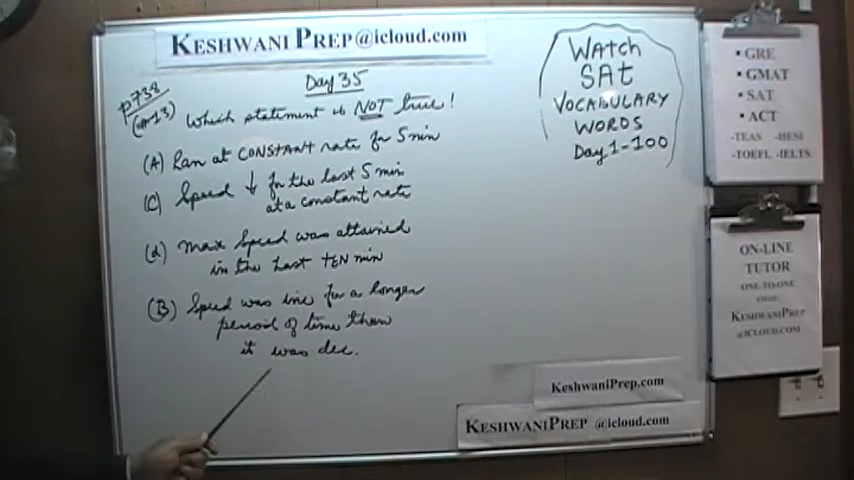 KESHWANI PREP@icloud.com
Day 35
p738
(#13)
Which statement is NOT true!
(A) Ran at CONSTANT rate for 5 min
(C) Speed ↓ for the last 5 min
at a constant rate
(d) Max speed was attained
in the last TEN min
(B) Speed was inc for a longer
period of time than
it was dec.
WAtch
SAt
VOCABULARY
WORDS
Day 1-100
• GRE
• GMAT
• SAT
• ACT
-TEAS -HESI
-TOEFL -IELTS
ON-LINE
TUTOR
ONE-TO-ONE
KESHWANIPREP
@ICLOUD.COM
KeshwaniPrep.com
KESHWANIPREP @icloud.com